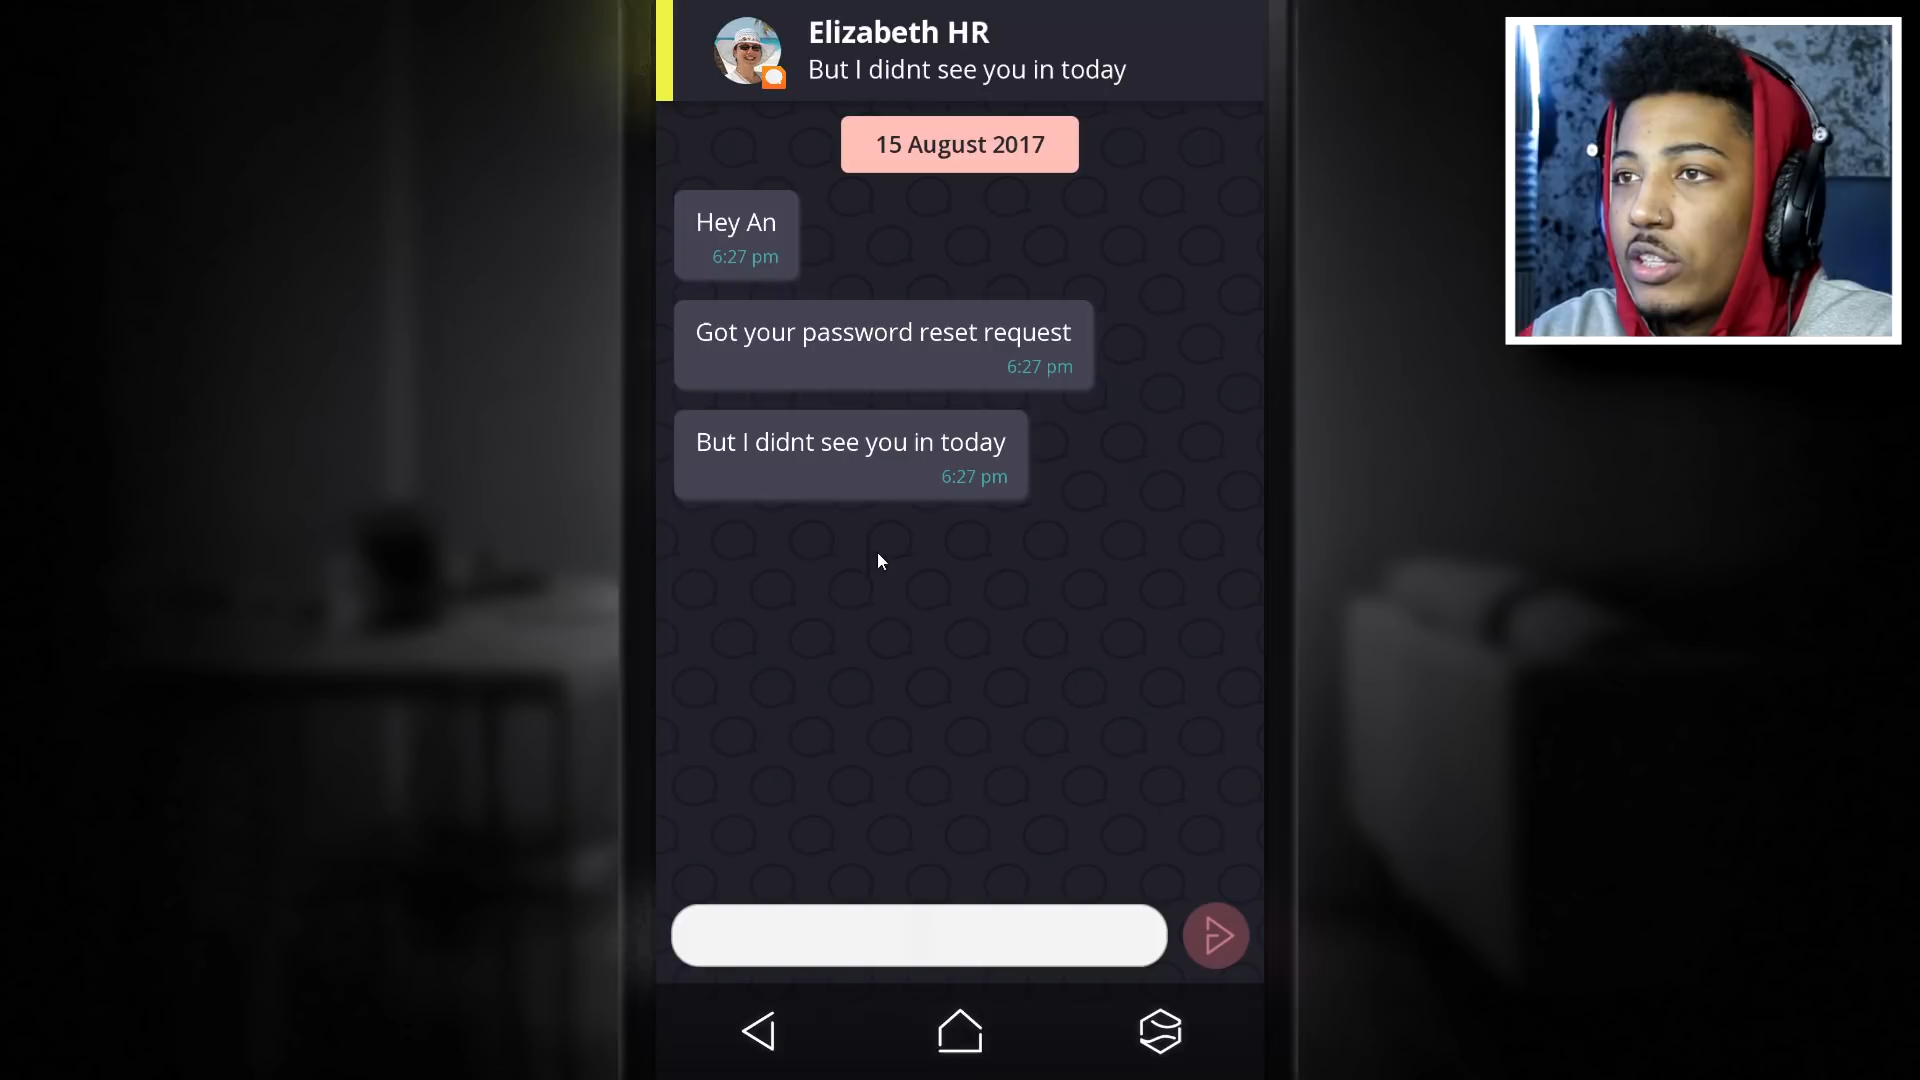 Elizabeth HR
But I didnt see you in today
15 August 2017
Hey An
6:27 pm
Got your password reset request
6:27 pm
But I didnt see you in today
6:27 pm